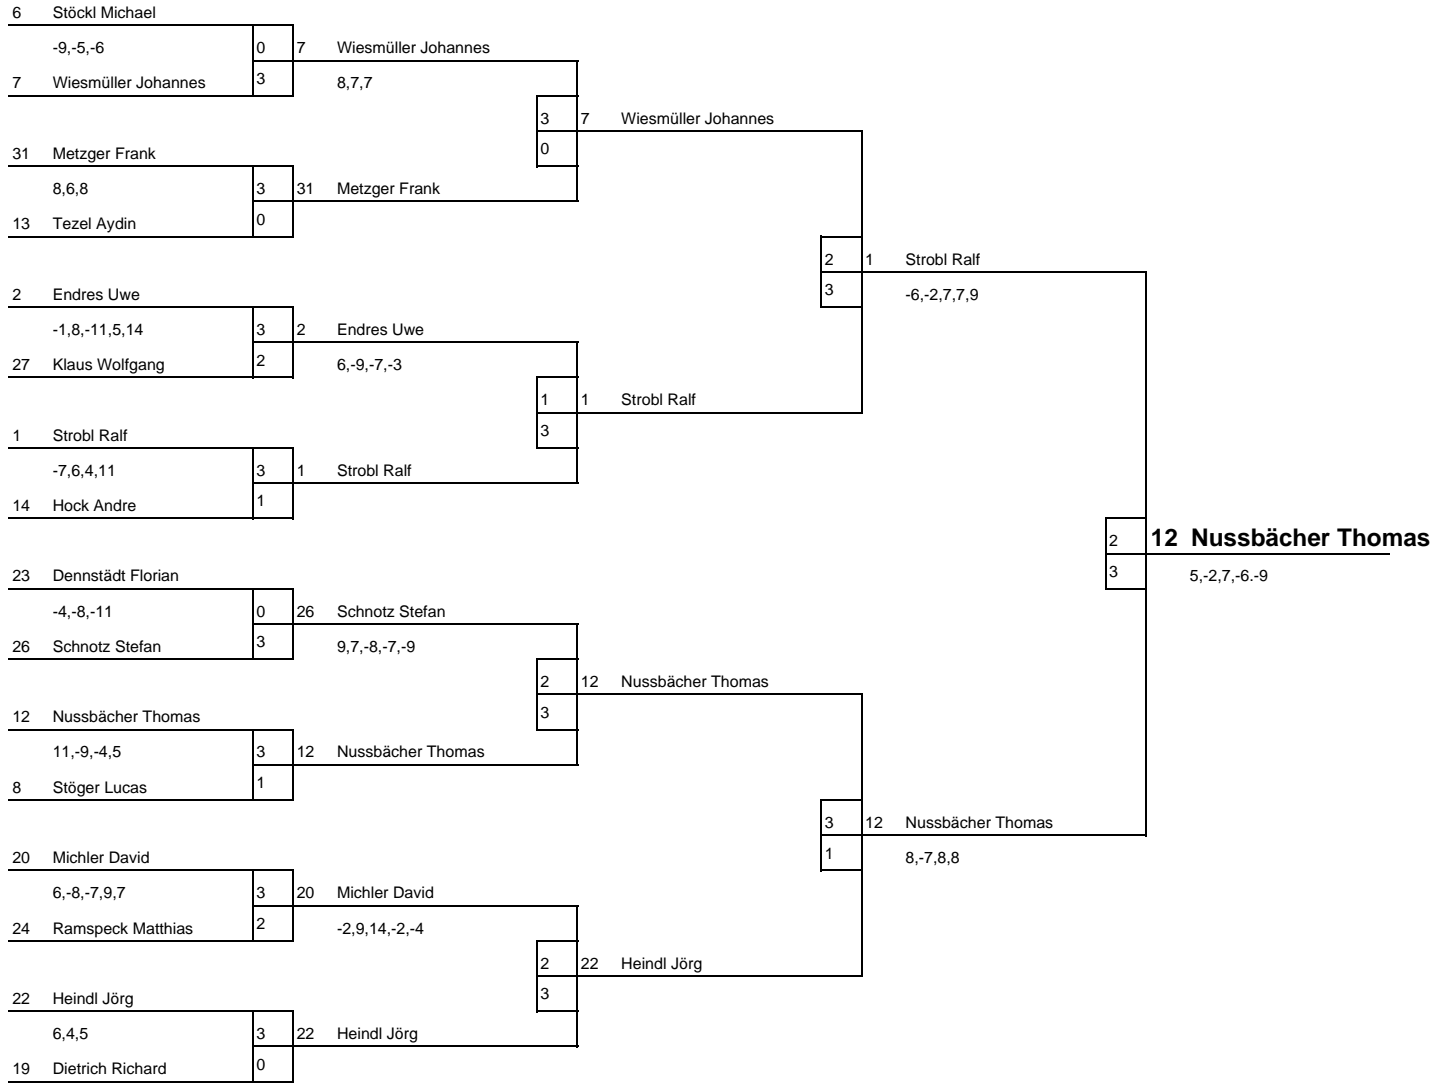 6 Stöckl Michael
-9,-5,-6 0 7 Wiesmüller Johannes
7 Wiesmüller Johannes 3 8,7,7
3 7 Wiesmüller Johannes
31 Metzger Frank 0
8,6,8 3 31 Metzger Frank
13 Tezel Aydin 0
2 1 Strobl Ralf
2 Endres Uwe 3 -6,-2,7,7,9
-1,8,-11,5,14 3 2 Endres Uwe
27 Klaus Wolfgang 2 6,-9,-7,-3
1 1 Strobl Ralf
1 Strobl Ralf 3
-7,6,4,11 3 1 Strobl Ralf
14 Hock Andre 1
2 12 Nussbächer Thomas
23 Dennstädt Florian 3 5,-2,7,-6.-9
-4,-8,-11 0 26 Schnotz Stefan
26 Schnotz Stefan 3 9,7,-8,-7,-9
2 12 Nussbächer Thomas
12 Nussbächer Thomas 3
11,-9,-4,5 3 12 Nussbächer Thomas
8 Stöger Lucas 1
3 12 Nussbächer Thomas
20 Michler David 1 8,-7,8,8
6,-8,-7,9,7 3 20 Michler David
24 Ramspeck Matthias 2 -2,9,14,-2,-4
2 22 Heindl Jörg
22 Heindl Jörg 3
6,4,5 3 22 Heindl Jörg
19 Dietrich Richard 0